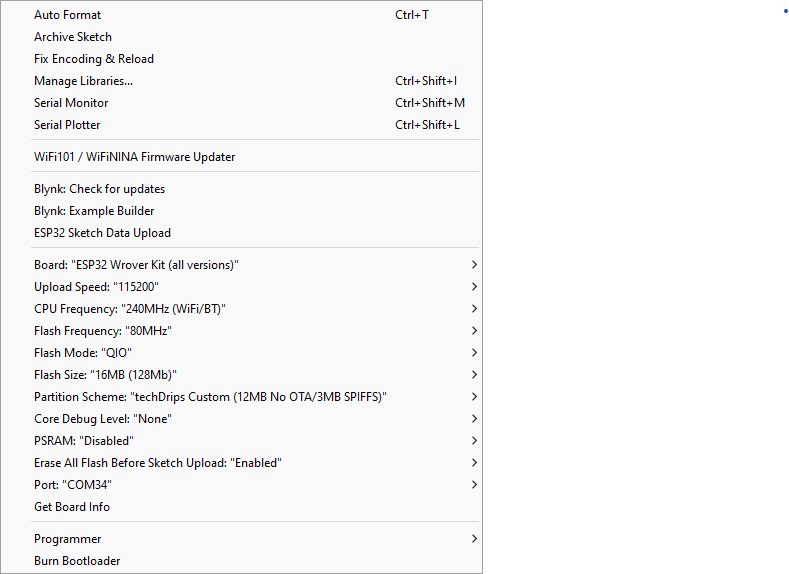 Auto Format Ctrl+T
Archive Sketch
Fix Encoding & Reload
Manage Libraries... Ctrl+Shift+I
Serial Monitor Ctrl+Shift+M
Serial Plotter Ctrl+Shift+L
WiFi101 / WiFiNINA Firmware Updater
Blynk: Check for updates
Blynk: Example Builder
ESP32 Sketch Data Upload
Board: "ESP32 Wrover Kit (all versions)"
Upload Speed: "115200"
CPU Frequency: "240MHz (WiFi/BT)"
Flash Frequency: "80MHz"
Flash Mode: "QIO"
Flash Size: "16MB (128Mb)"
Partition Scheme: "techDrips Custom (12MB No OTA/3MB SPIFFS)"
Core Debug Level: "None"
PSRAM: "Disabled"
Erase All Flash Before Sketch Upload: "Enabled"
Port: "COM34"
Get Board Info
Programmer
Burn Bootloader